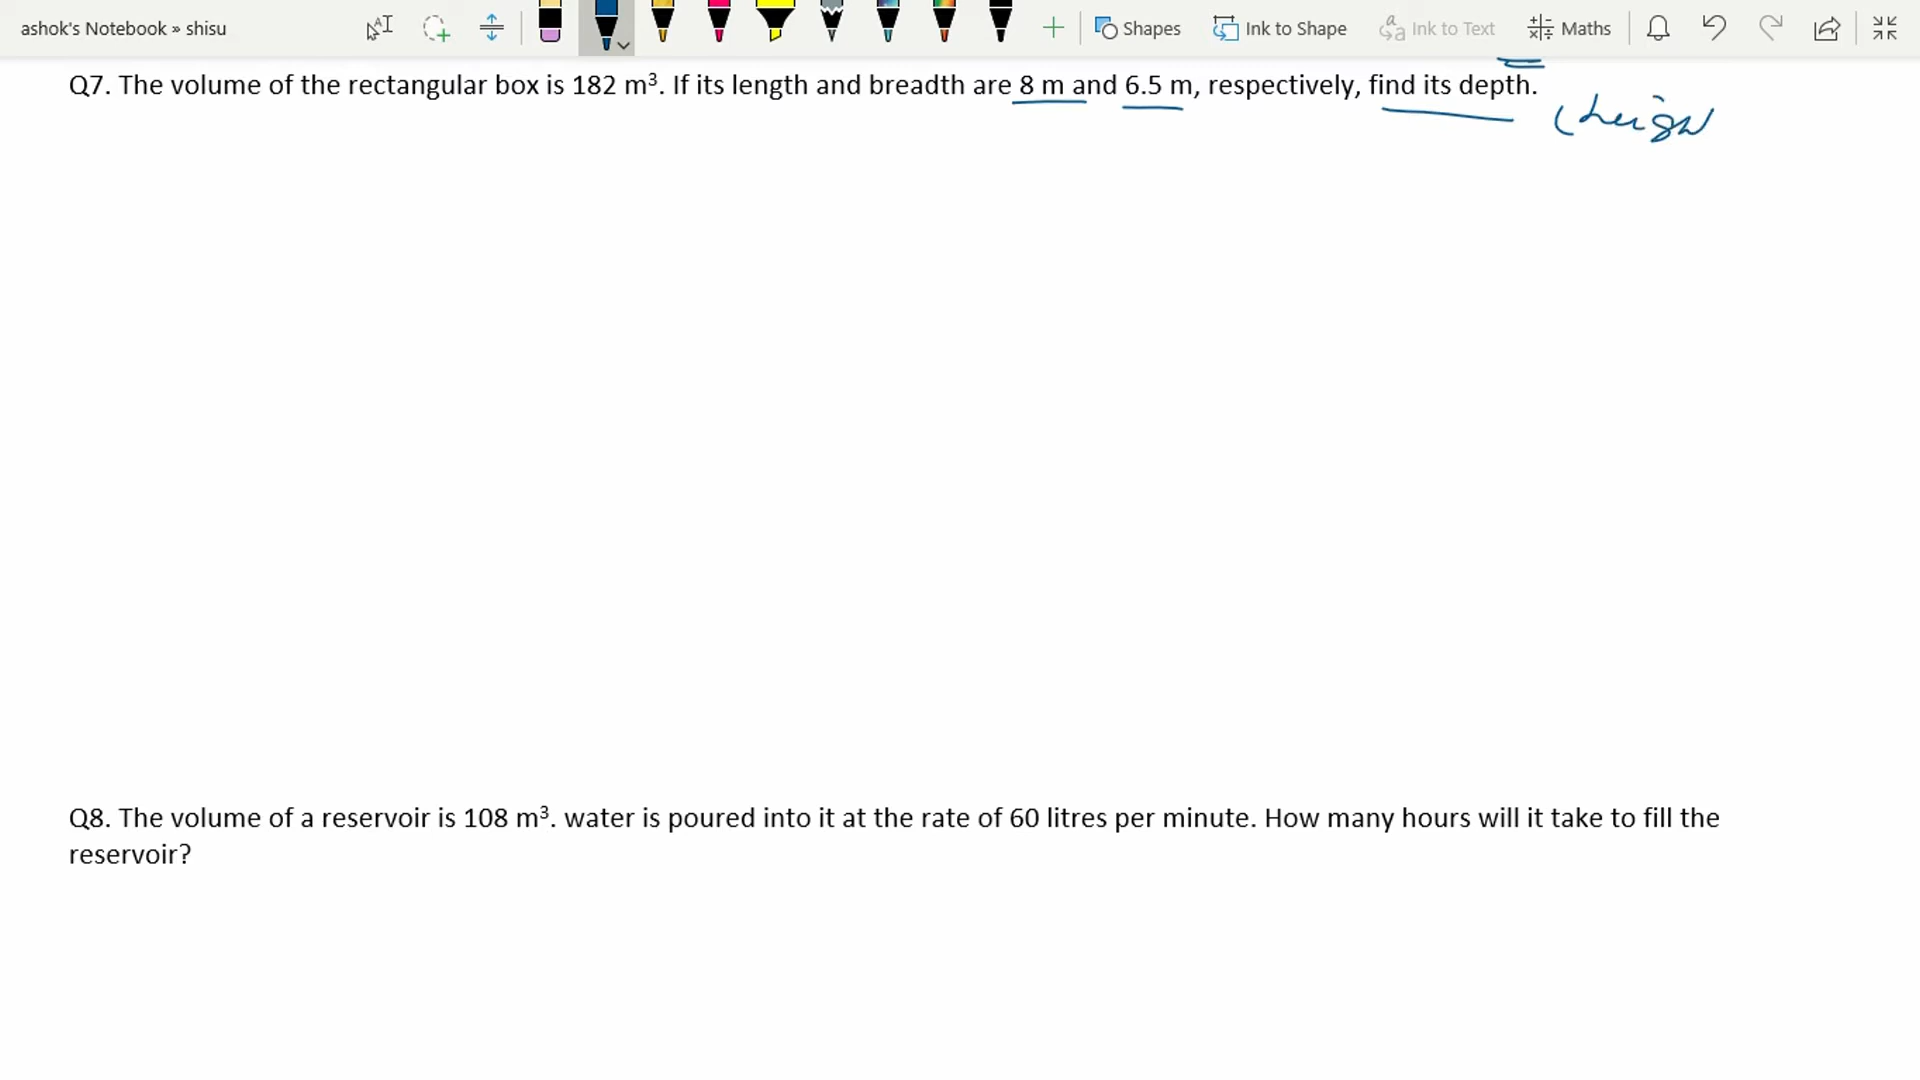 ashok's Notebook » shisu
Shapes
Ink to Shape
Ink to Text
Maths
Q7. The volume of the rectangular box is 182 m³. If its length and breadth are 8 m and 6.5 m, respectively, find its depth.
(heigh
Q8. The volume of a reservoir is 108 m³. water is poured into it at the rate of 60 litres per minute. How many hours will it take to fill the
reservoir?